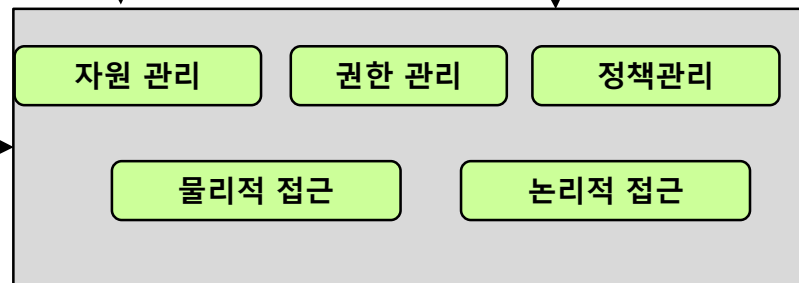 자원 관리
권한 관리
정책관리
물리적 접근
논리적 접근